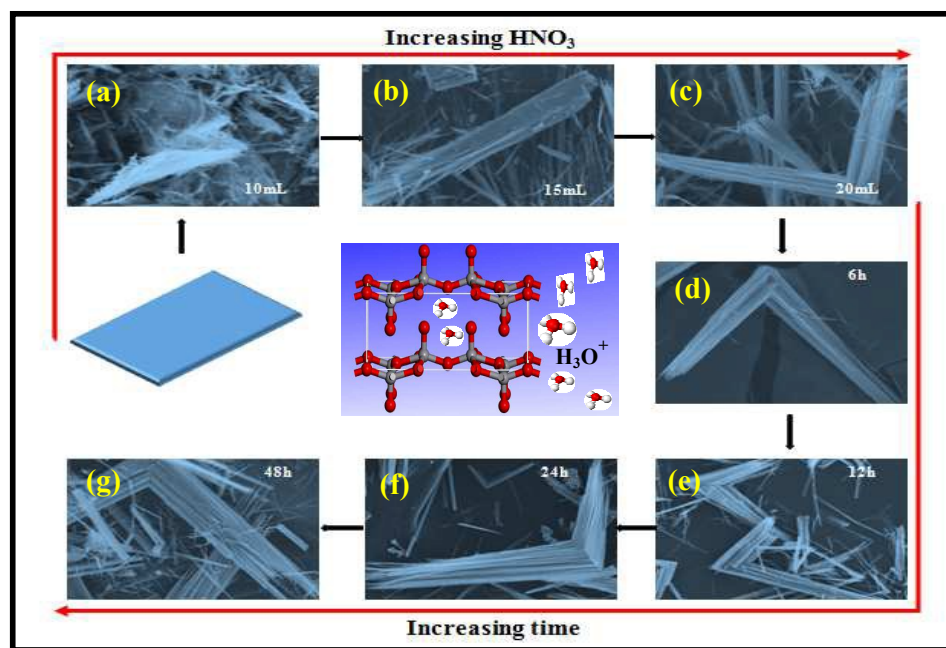 Increasing HNO₃
(a)
10mL
(b)
15mL
(c)
20mL
(d)
6h
H₃O⁺
(e)
12h
(f)
24h
(g)
48h
Increasing time